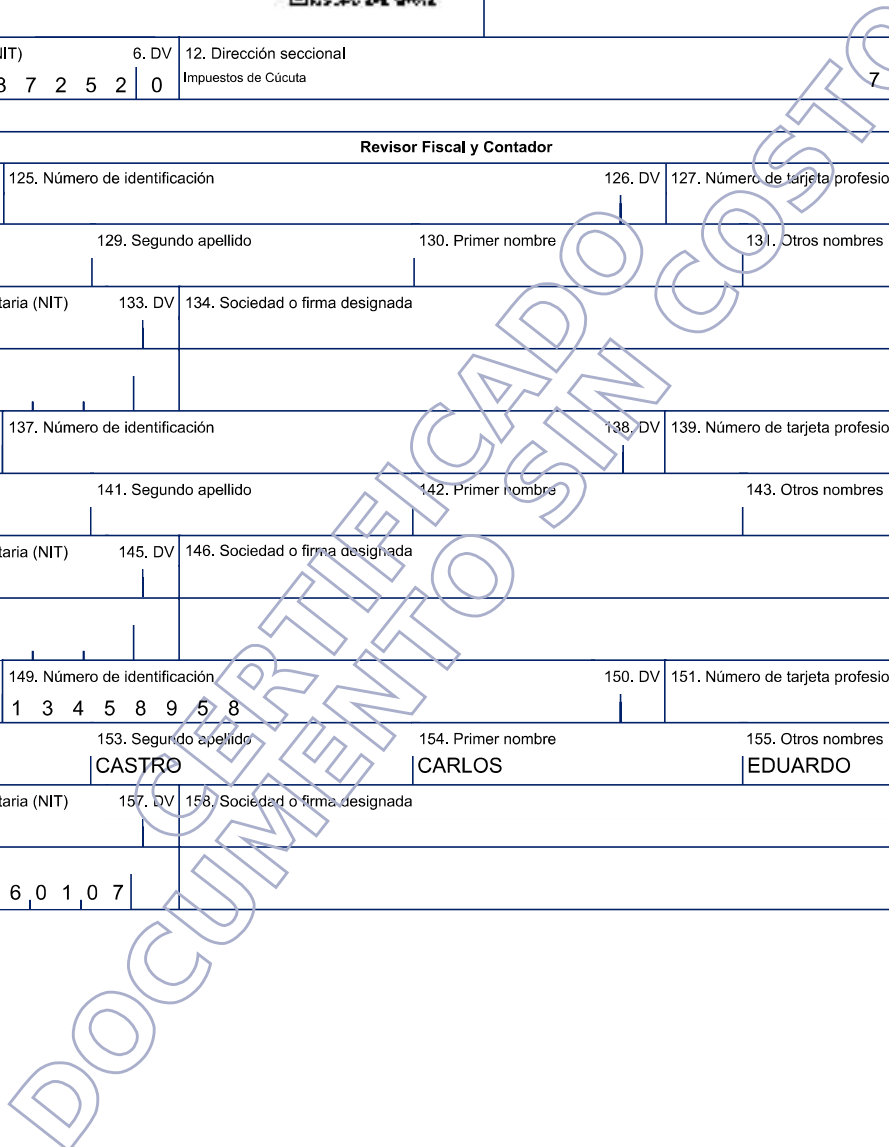 IIT) 6. DV 12. Dirección seccional
8 7 2 5 2 0 Impuestos de Cúcuta 7
Revisor Fiscal y Contador
125. Número de identificación 126. DV 127. Número de tarjeta profesio
129. Segundo apellido 130. Primer nombre 131. Otros nombres
taria (NIT) 133. DV 134. Sociedad o firma designada
137. Número de identificación 138. DV 139. Número de tarjeta profesio
141. Segundo apellido 142. Primer nombre 143. Otros nombres
taria (NIT) 145. DV 146. Sociedad o firma designada
149. Número de identificación 150. DV 151. Número de tarjeta profesio
1 3 4 5 8 9 5 8
153. Segundo apellido 154. Primer nombre 155. Otros nombres
CASTRO CARLOS EDUARDO
taria (NIT) 157. DV 158. Sociedad o firma designada
6 0 1 0 7
CERTIFICADO
DOCUMENTO SIN COSTO